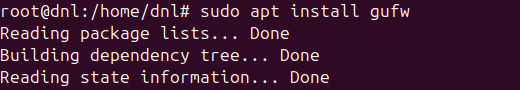 root@dnl:/home/dnl# sudo apt install gufw
Reading package lists... Done
Building dependency tree... Done
Reading state information... Done